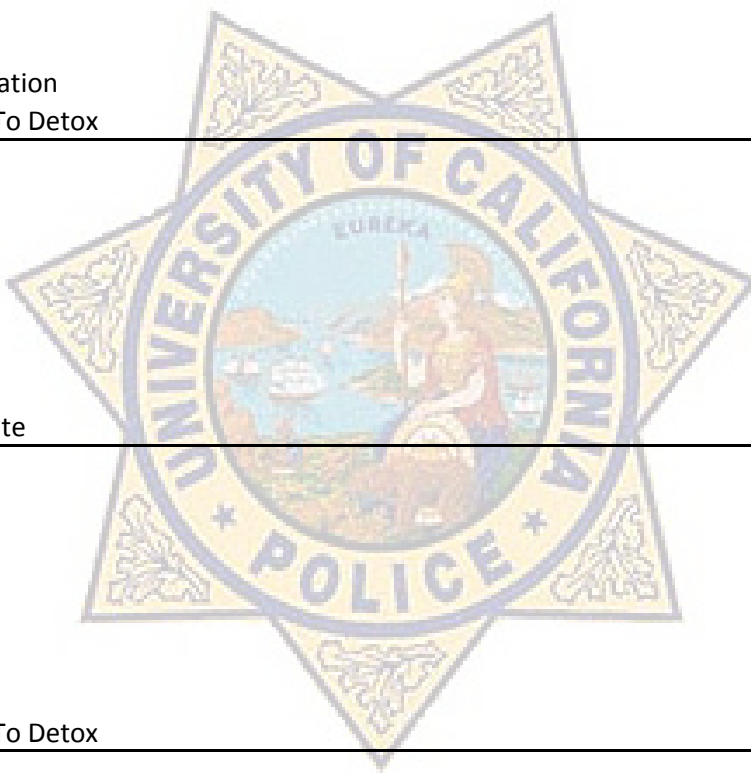 ation
To Detox
UNIVERSITY OF CALIFORNIA
EUREKA
te
POLICE
To Detox